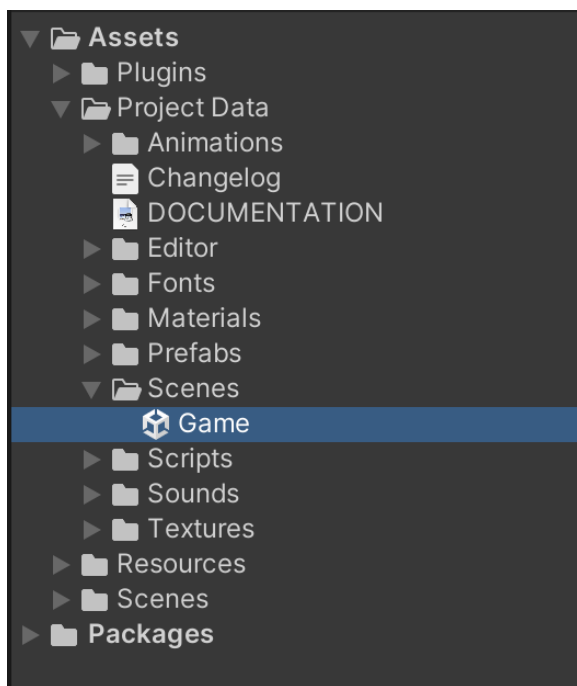 Assets
Plugins
Project Data
Animations
Changelog
DOCUMENTATION
Editor
Fonts
Materials
Prefabs
Scenes
Game
Scripts
Sounds
Textures
Resources
Scenes
Packages